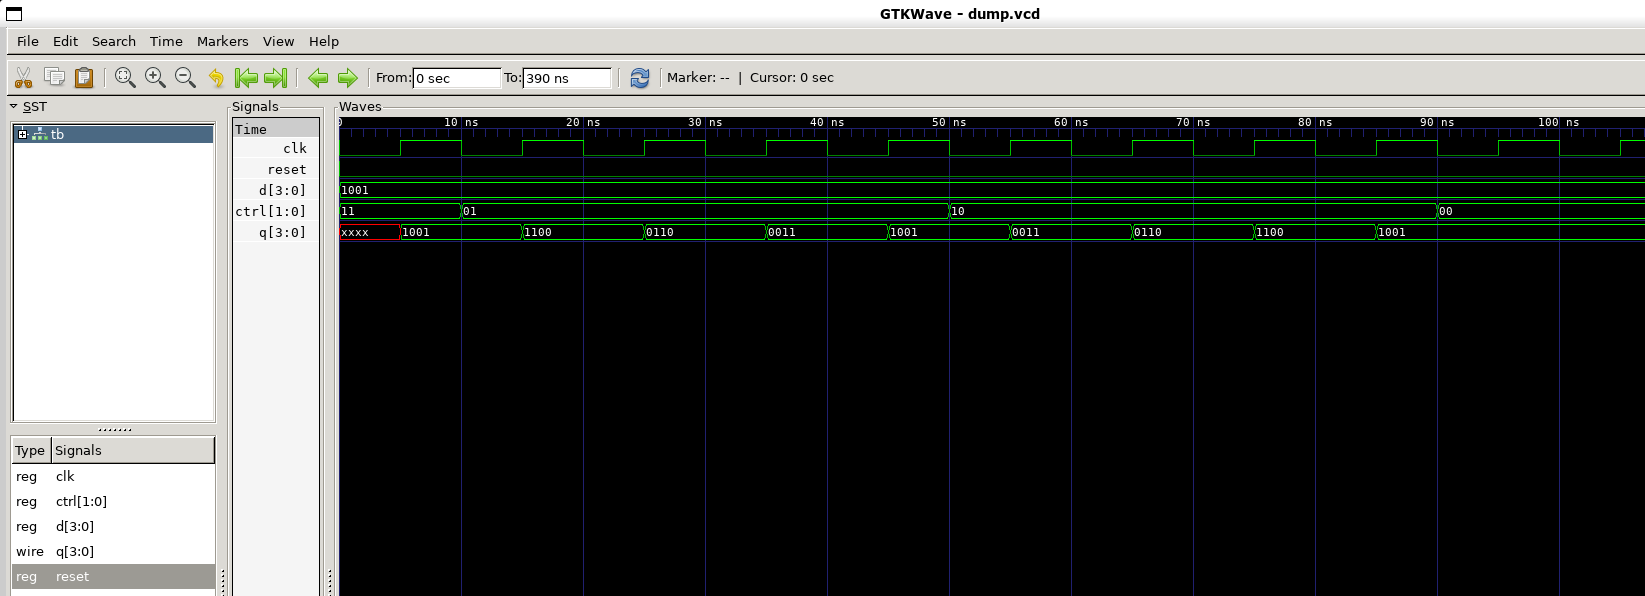 GTKWave - dump.vcd
File Edit Search Time Markers View Help
From: 0 sec To: 390 ns Marker: -- | Cursor: 0 sec
SST
tb
Type Signals
reg clk
reg ctrl[1:0]
reg d[3:0]
wire q[3:0]
reg reset
Signals
Time
clk
reset
d[3:0]
ctrl[1:0]
q[3:0]
Waves
0 10 ns 20 ns 30 ns 40 ns 50 ns 60 ns 70 ns 80 ns 90 ns 100 ns
1001
11 01 10 00
xxxx 1001 1100 0110 0011 1001 0011 0110 1100 1001